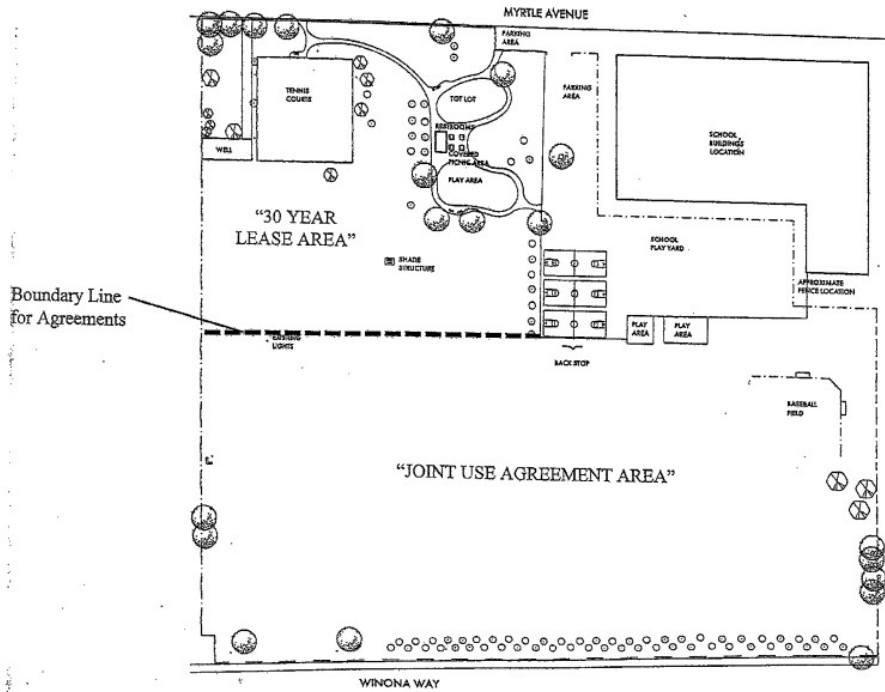 MYRTLE AVENUE
PARKING
AREA
TENNIS
COURTS
TOT LOT
PARKING
AREA
SCHOOL
BUILDINGS
LOCATION
RESTROOMS
COVERED
PICNIC AREA
WELL
PLAY AREA
"30 YEAR
LEASE AREA"
SCHOOL
PLAY YARD
SHADE
STRUCTURE
APPROXIMATE
FENCE LOCATION
Boundary Line
for Agreements
EXISTING
LIGHTS
PLAY
AREA
PLAY
AREA
BACK STOP
BASEBALL
FIELD
"JOINT USE AGREEMENT AREA"
WINONA WAY